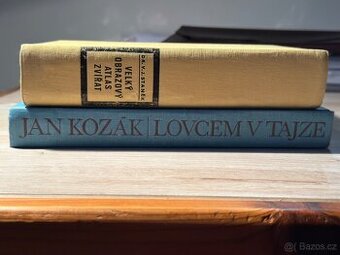 DR. V. J. STANĚK
VELKÝ
OBRAZOVÝ
ATLAS
ZVÍŘAT
JAN KOZÁK LOVCEM V TAJZE
@( Bazos.cz